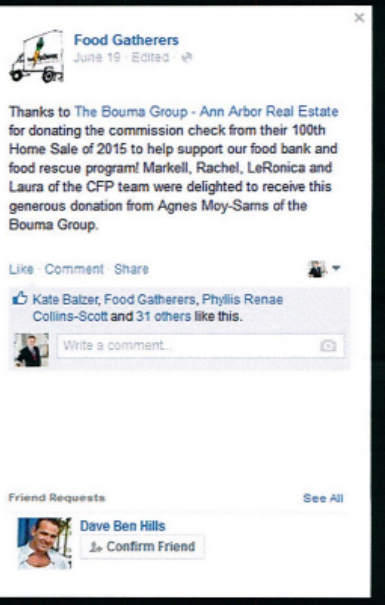 Food Gatherers
June 19 · Edited ·
Thanks to The Bouma Group - Ann Arbor Real Estate
for donating the commission check from their 100th
Home Sale of 2015 to help support our food bank and
food rescue program! Markell, Rachel, LeRonica and
Laura of the CFP team were delighted to receive this
generous donation from Agnes Moy-Sarns of the
Bouma Group.
Like · Comment · Share
Kate Balzer, Food Gatherers, Phyllis Renae
Collins-Scott and 31 others like this.
Write a comment...
Friend Requests
See All
Dave Ben Hills
Confirm Friend